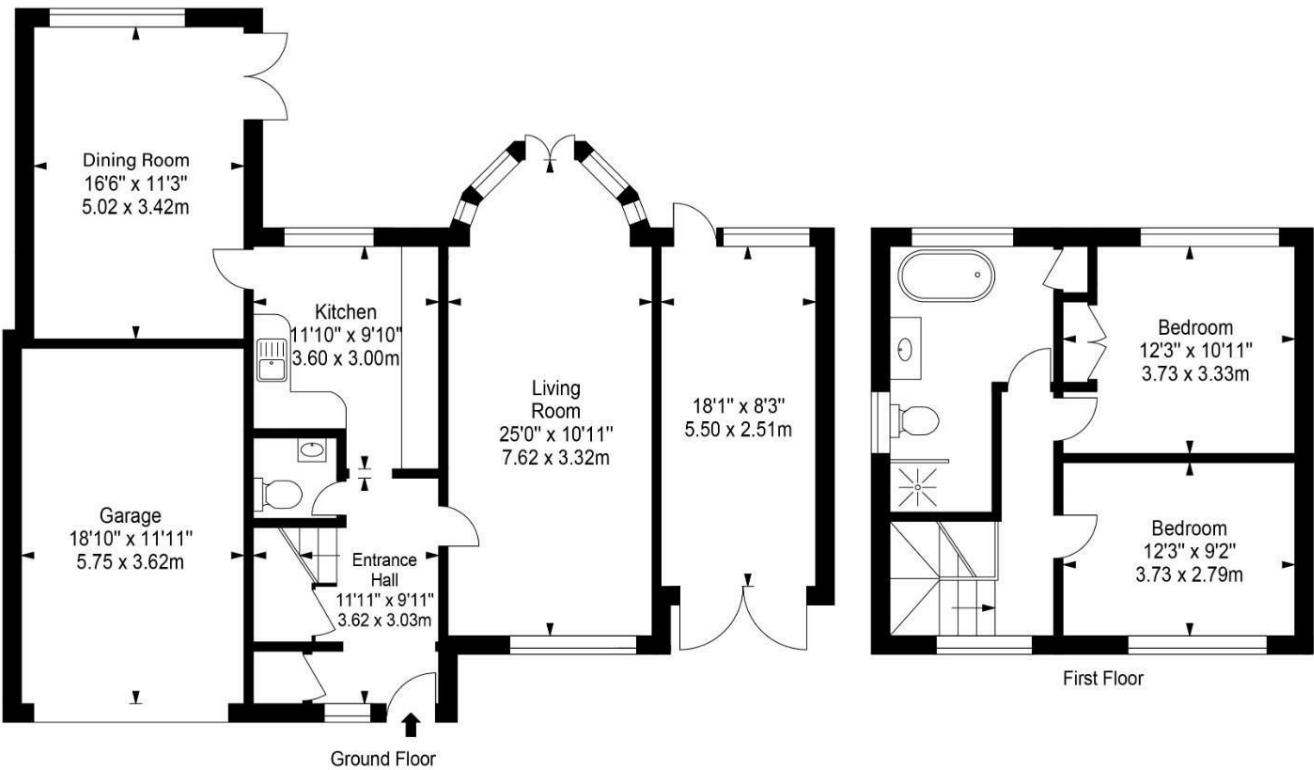 Dining Room
16'6" x 11'3"
5.02 x 3.42m
Kitchen
11'10" x 9'10"
3.60 x 3.00m
Living
Room
25'0" x 10'11"
7.62 x 3.32m
18'1" x 8'3"
5.50 x 2.51m
Garage
18'10" x 11'11"
5.75 x 3.62m
Entrance
Hall
11'11" x 9'11"
3.62 x 3.03m
Ground Floor
Bedroom
12'3" x 10'11"
3.73 x 3.33m
Bedroom
12'3" x 9'2"
3.73 x 2.79m
First Floor